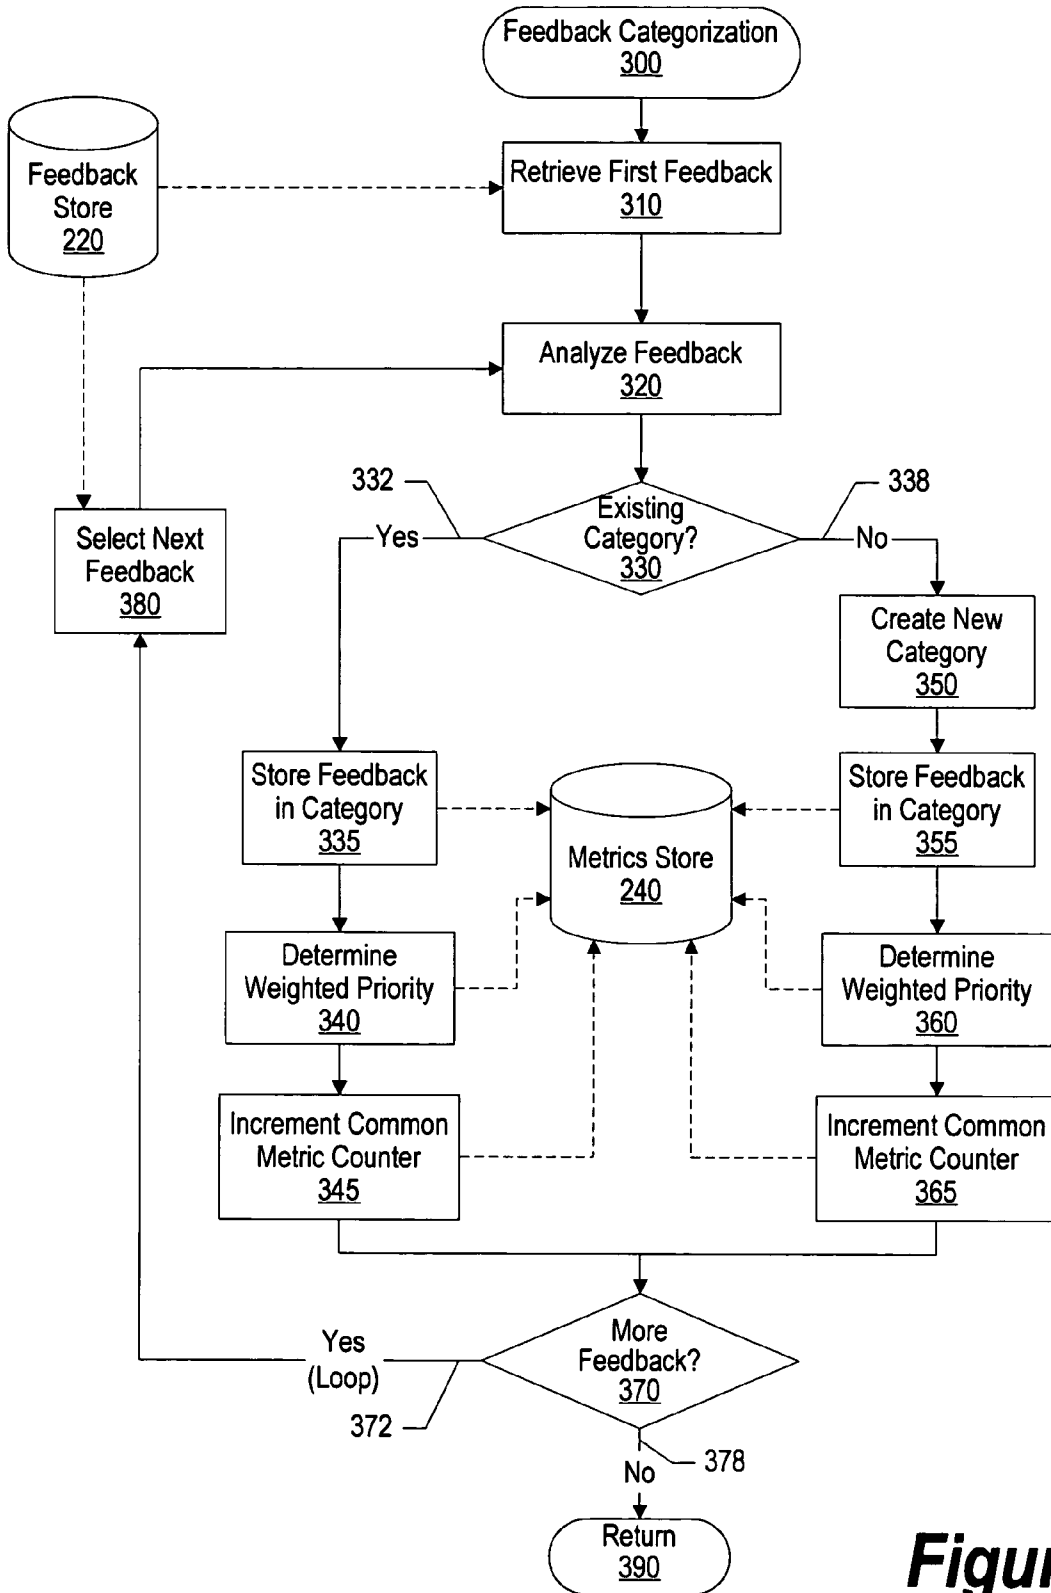 Feedback Categorization
300
Feedback
Store
220
Retrieve First Feedback
310
Analyze Feedback
320
332
338
Existing
Category?
330
Yes
No
Select Next
Feedback
380
Create New
Category
350
Store Feedback
in Category
335
Metrics Store
240
Store Feedback
in Category
355
Determine
Weighted Priority
340
Determine
Weighted Priority
360
Increment Common
Metric Counter
345
Increment Common
Metric Counter
365
More
Feedback?
370
Yes
(Loop)
372
378
No
Return
390
Figur